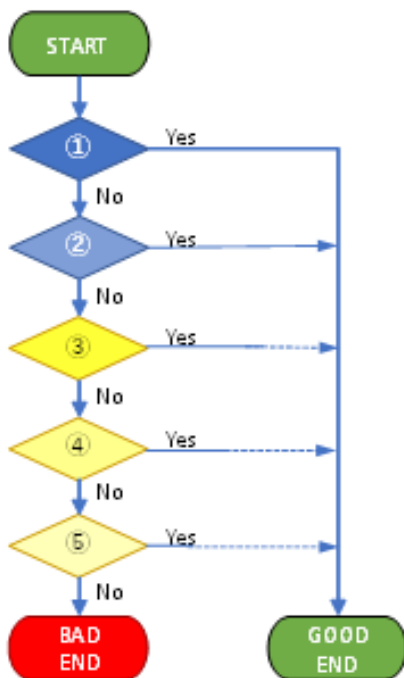 START
①
Yes
No
②
Yes
No
③
Yes
No
④
Yes
No
⑤
Yes
No
BAD
END
GOOD
END